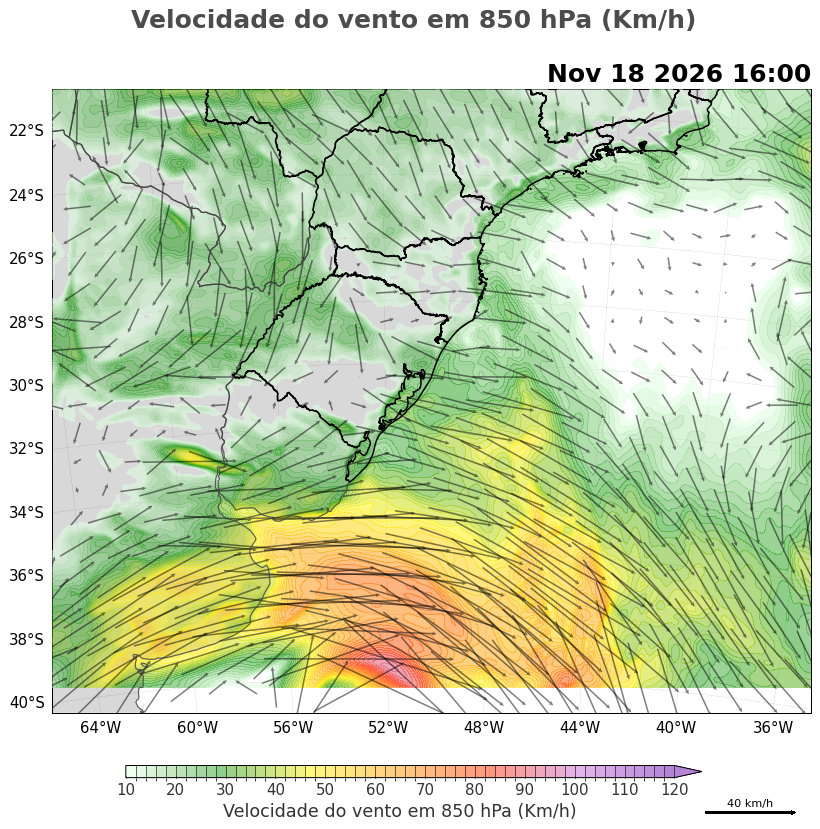 Velocidade do vento em 850 hPa (Km/h)
Nov 18 2026 16:00
22°S
24°S
26°S
28°S
30°S
32°S
34°S
36°S
38°S
40°S
64°W 60°W 56°W 52°W 48°W 44°W 40°W 36°W
10 20 30 40 50 60 70 80 90 100 110 120
Velocidade do vento em 850 hPa (Km/h)
40 km/h